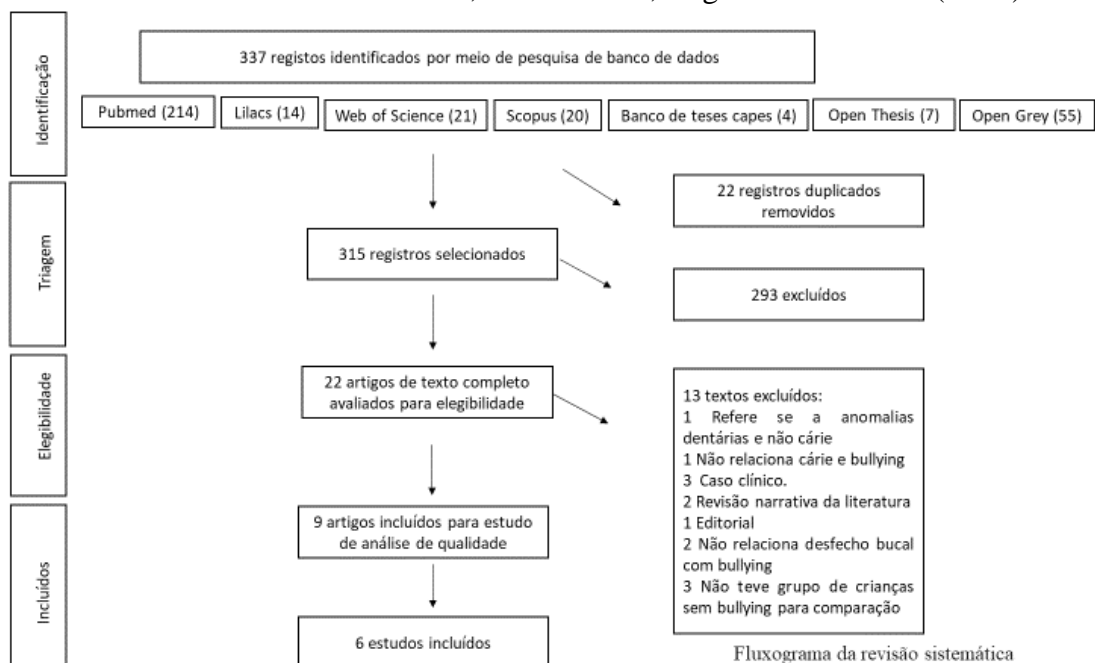 Identificação
337 registos identificados por meio de pesquisa de banco de dados
Pubmed (214)
Lilacs (14)
Web of Science (21)
Scopus (20)
Banco de teses capes (4)
Open Thesis (7)
Open Grey (55)
22 registros duplicados
removidos
Triagem
315 registros selecionados
293 excluídos
Elegibilidade
22 artigos de texto completo
avaliados para elegibilidade
13 textos excluídos:
1 Refere se a anomalias
dentárias e não cárie
1 Não relaciona cárie e bullying
3 Caso clínico.
2 Revisão narrativa da literatura
1 Editorial
2 Não relaciona desfecho bucal
com bullying
3 Não teve grupo de crianças
sem bullying para comparação
Incluídos
9 artigos incluídos para estudo
de análise de qualidade
6 estudos incluídos
Fluxograma da revisão sistemática